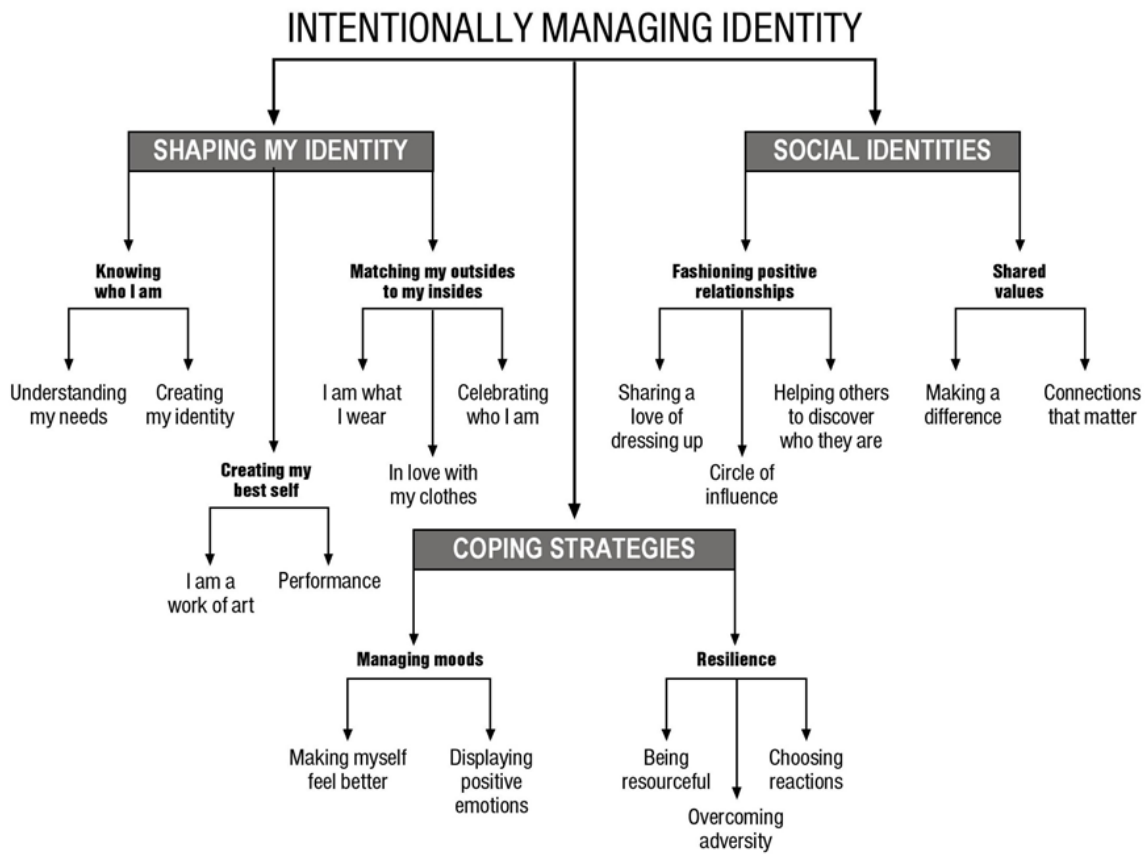 INTENTIONALLY MANAGING IDENTITY
SHAPING MY IDENTITY
SOCIAL IDENTITIES
Knowing
who I am
Matching my outsides
to my insides
Fashioning positive
relationships
Shared
values
Understanding
my needs
Creating
my identity
I am what
I wear
Celebrating
who I am
Sharing a
love of
dressing up
Helping others
to discover
who they are
Making a
difference
Connections
that matter
Creating my
best self
In love with
my clothes
Circle of
influence
COPING STRATEGIES
I am a
work of art
Performance
Managing moods
Resilience
Making myself
feel better
Displaying
positive
emotions
Being
resourceful
Choosing
reactions
Overcoming
adversity